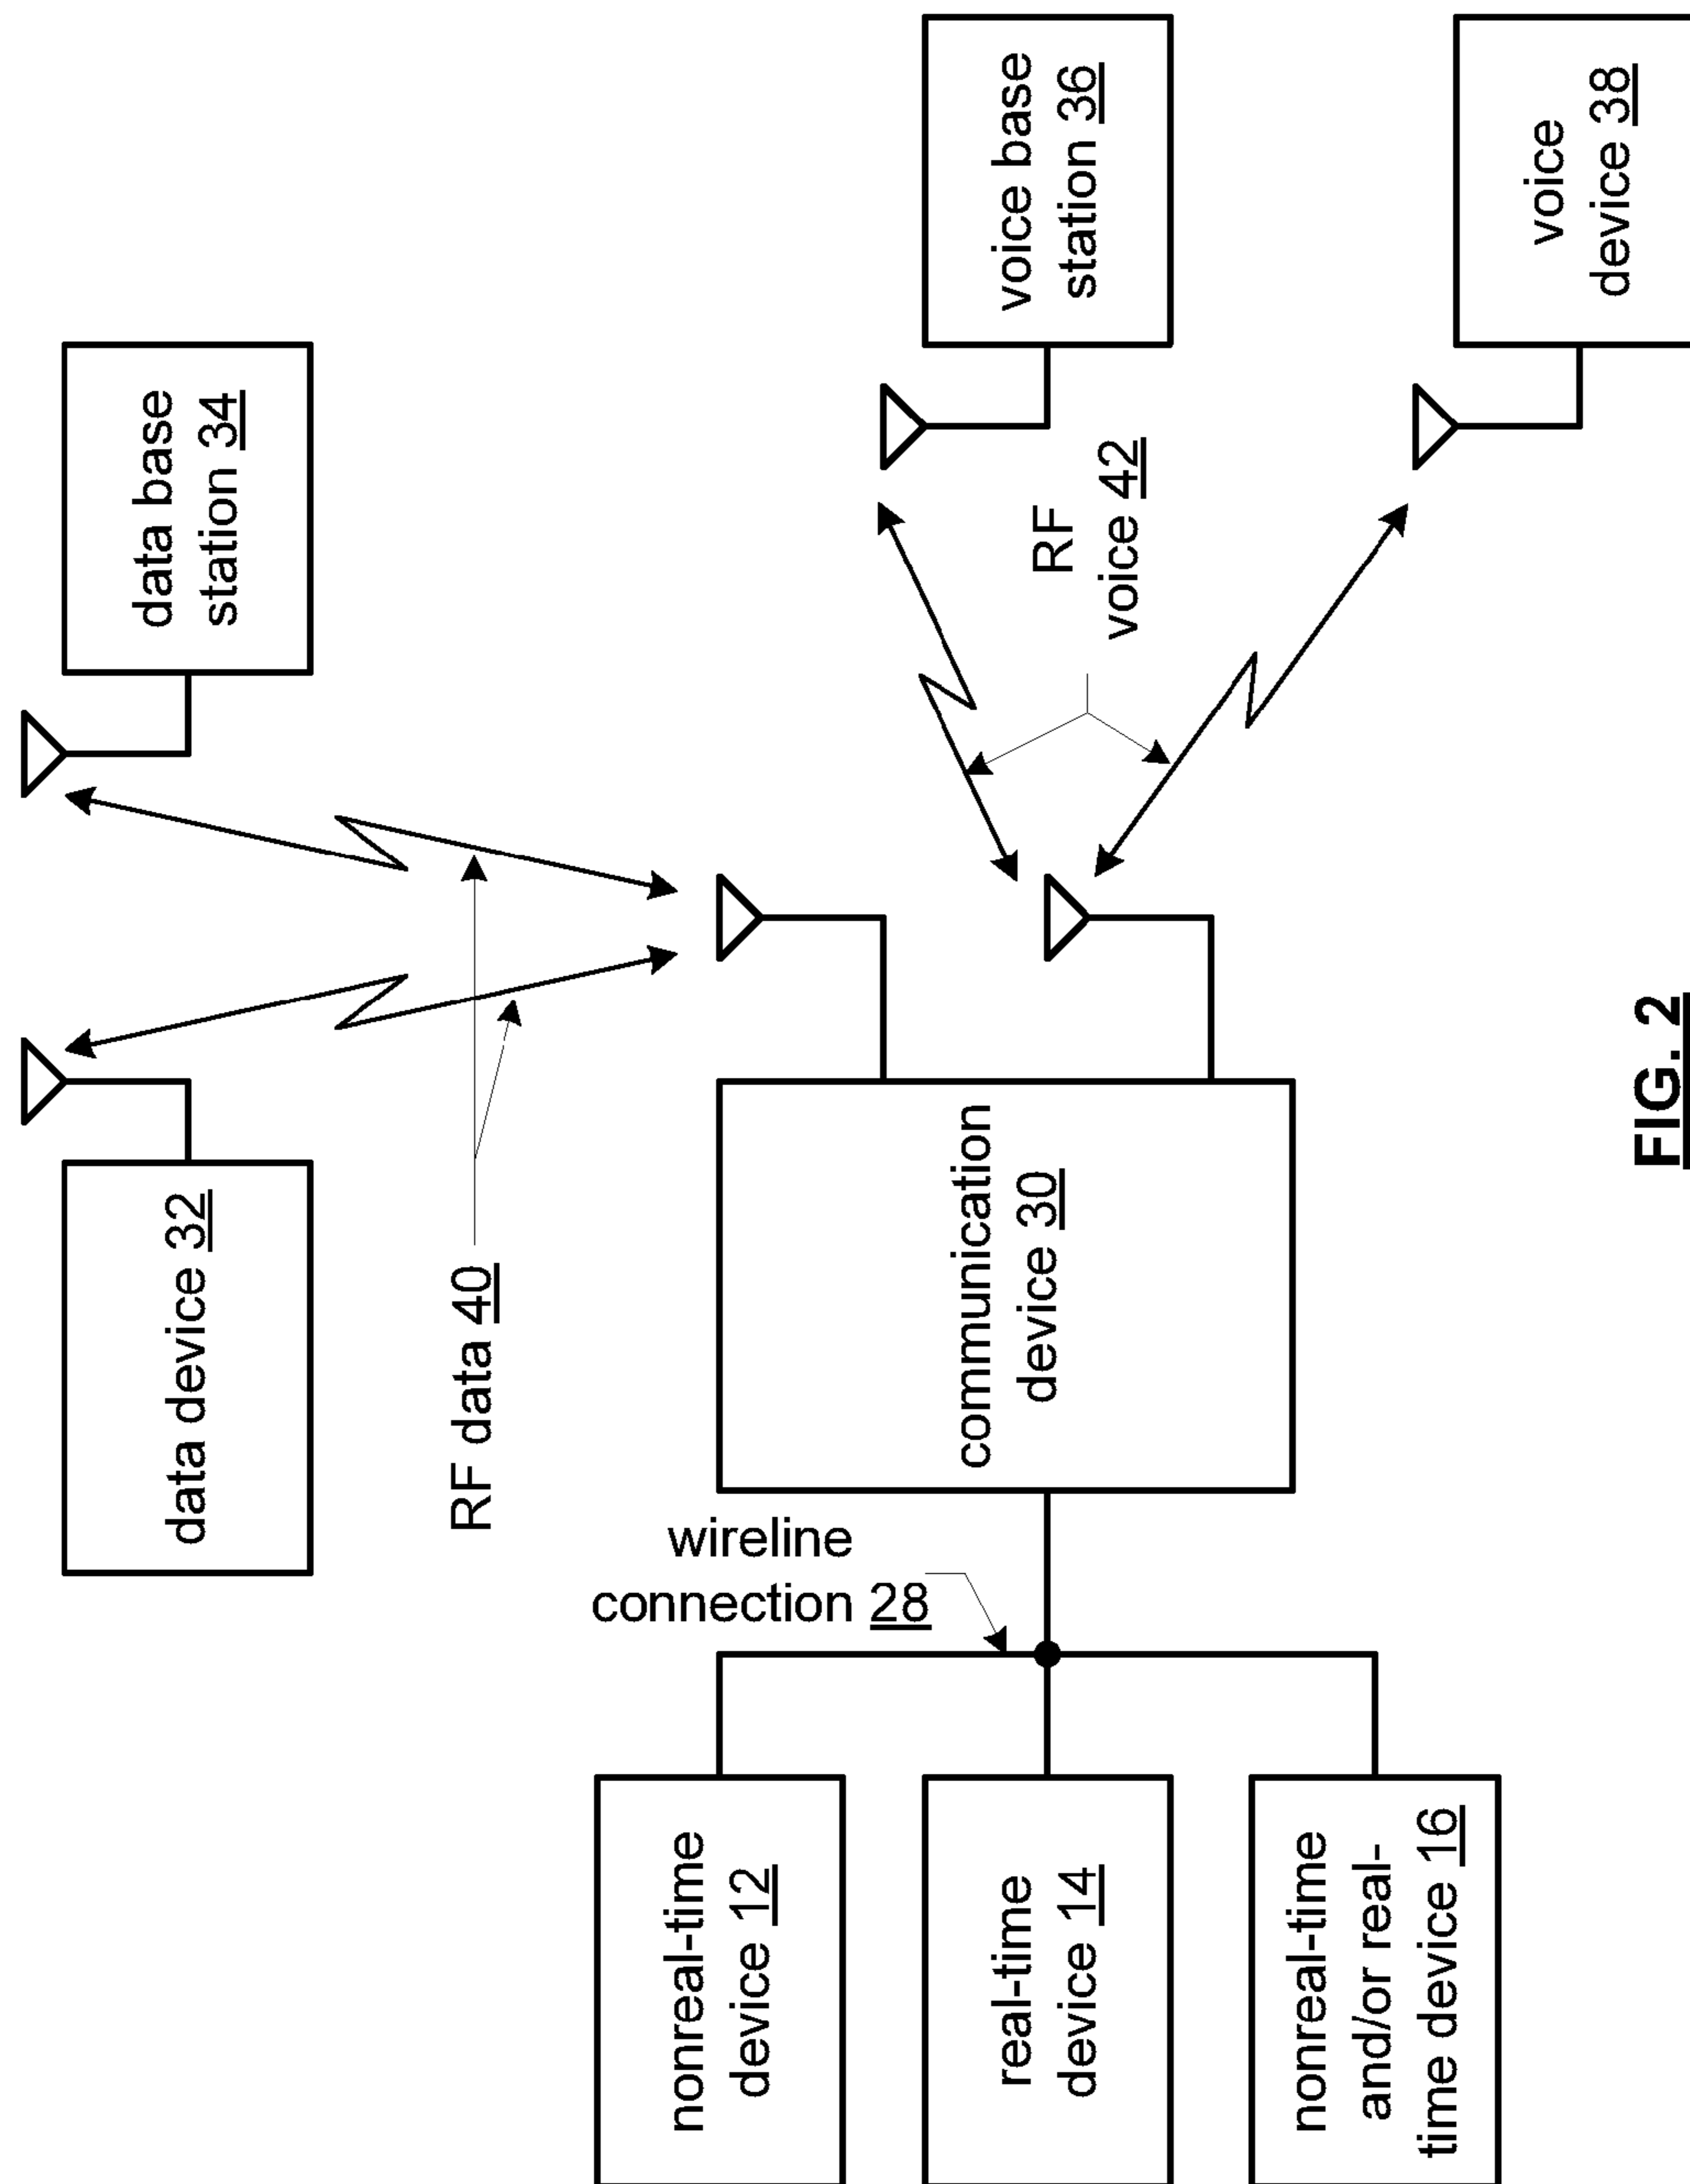 data device 32
data base
station 34
RF data 40
wireline
connection 28
nonreal-time
device 12
communication
device 30
voice base
station 36
RF
voice 42
real-time
device 14
nonreal-time
and/or real-
time device 16
voice
device 38
FIG. 2